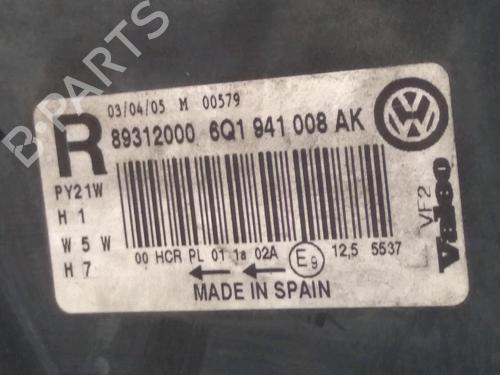 03/04/05 M 00579
R 89312000 6Q1 941 008 AK
PY21W
H 1
W 5 W
H 7
00 HCR PL 01 1a 02A E9 12,5 5537
MADE IN SPAIN
VF2
Valeo
VW
B-PARTS